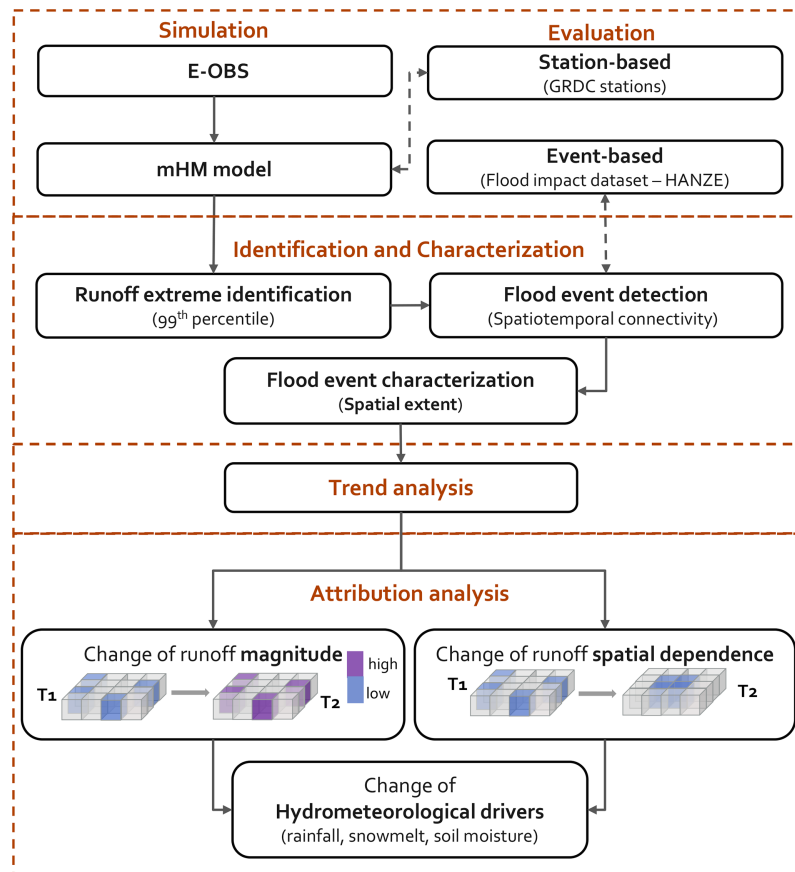 Simulation
Evaluation
E-OBS
Station-based
(GRDC stations)
mHM model
Event-based
(Flood impact dataset – HANZE)
Identification and Characterization
Runoff extreme identification
(99th percentile)
Flood event detection
(Spatiotemporal connectivity)
Flood event characterization
(Spatial extent)
Trend analysis
Attribution analysis
Change of runoff magnitude
T1
T2
high
low
Change of runoff spatial dependence
T1
T2
Change of
Hydrometeorological drivers
(rainfall, snowmelt, soil moisture)